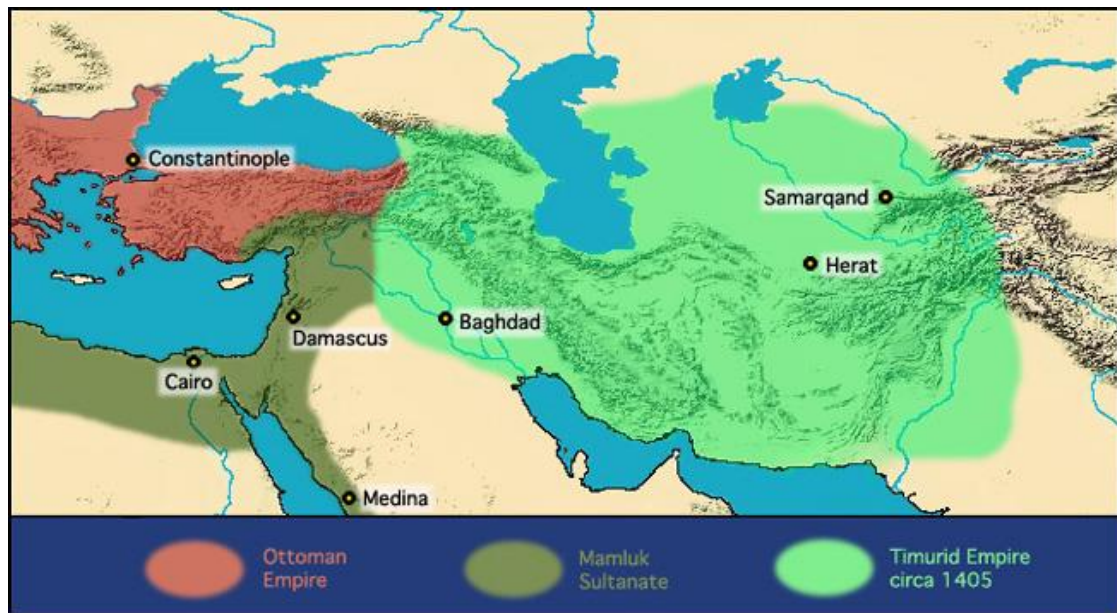 Constantinople
Samarqand
Herat
Baghdad
Damascus
Cairo
Medina
Ottoman
Empire
Mamluk
Sultanate
Timurid Empire
circa 1405